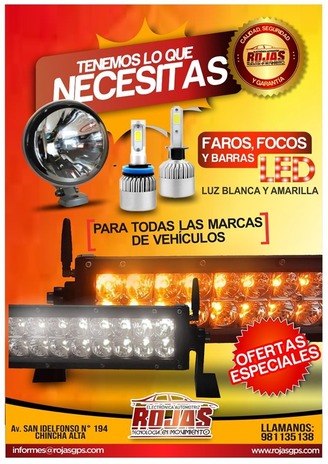 CALIDAD, SEGURIDAD
ROJAS
Y GARANTIA
TENEMOS LO QUE
NECESITAS
FAROS, FOCOS
Y BARRAS LED
LUZ BLANCA Y AMARILLA
[PARA TODAS LAS MARCAS
DE VEHÍCULOS]
OFERTAS
ESPECIALES
ELECTRÓNICA AUTOMOTRIZ
ROJAS
TECNOLOGÍA EN MOVIMIENTO
Av. SAN IDELFONSO N° 194
CHINCHA ALTA
LLAMANOS:
981135138
informes@rojasgps.com
www.rojasgps.com